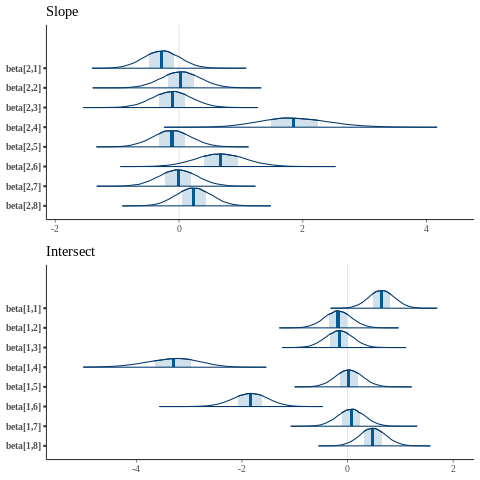 Slope
beta[2,1]
beta[2,2]
beta[2,3]
beta[2,4]
beta[2,5]
beta[2,6]
beta[2,7]
beta[2,8]
-2 0 2 4
Intersect
beta[1,1]
beta[1,2]
beta[1,3]
beta[1,4]
beta[1,5]
beta[1,6]
beta[1,7]
beta[1,8]
-4 -2 0 2